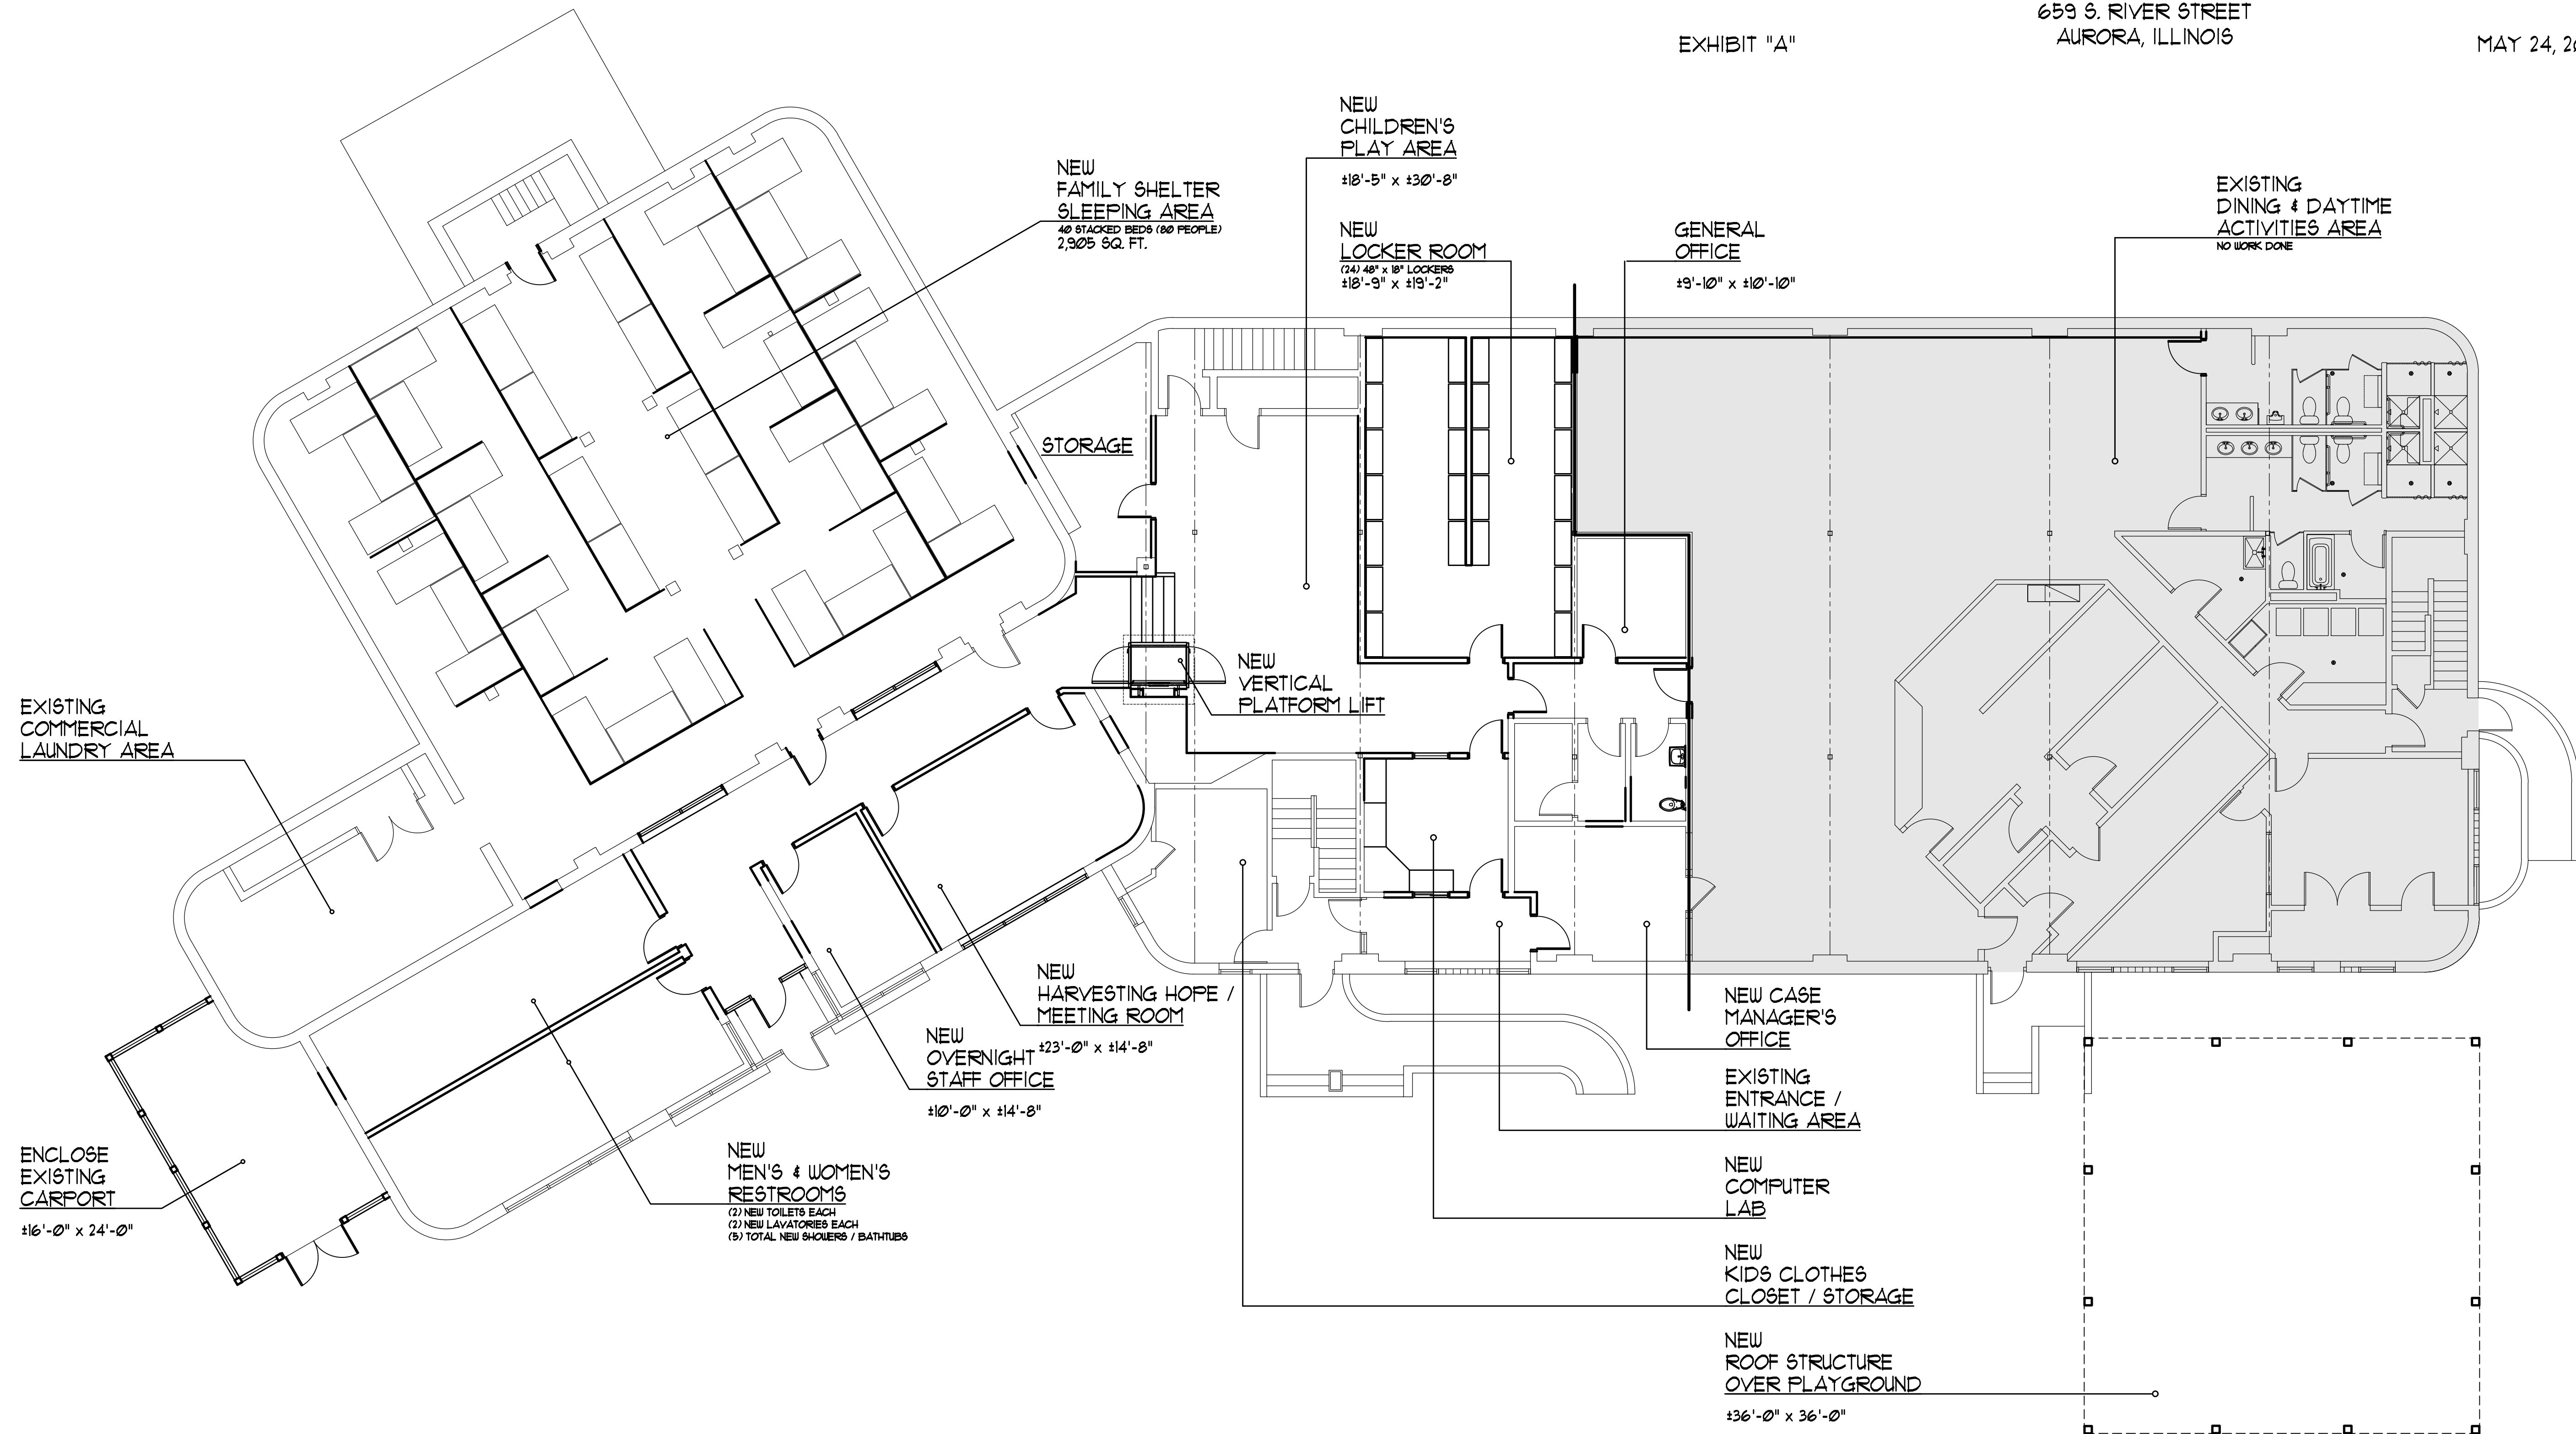 659 S. RIVER STREET
AURORA, ILLINOIS
EXHIBIT "A"
MAY 24,
NEW
CHILDREN'S
PLAY AREA
±18'-5" x ±30'-8"
NEW
FAMILY SHELTER
SLEEPING AREA
40 STACKED BEDS (80 PEOPLE)
2,905 SQ. FT.
NEW
LOCKER ROOM
(24) 48" x 18" LOCKERS
±18'-9" x ±19'-2"
GENERAL
OFFICE
±9'-10" x ±10'-10"
EXISTING
DINING & DAYTIME
ACTIVITIES AREA
NO WORK DONE
STORAGE
NEW
VERTICAL
PLATFORM LIFT
EXISTING
COMMERCIAL
LAUNDRY AREA
NEW
HARVESTING HOPE /
MEETING ROOM
±23'-0" x ±14'-8"
NEW
OVERNIGHT
STAFF OFFICE
±10'-0" x ±14'-8"
NEW CASE
MANAGER'S
OFFICE
EXISTING
ENTRANCE /
WAITING AREA
ENCLOSE
EXISTING
CARPORT
±16'-0" x 24'-0"
NEW
MEN'S & WOMEN'S
RESTROOMS
(2) NEW TOILETS EACH
(2) NEW LAVATORIES EACH
(5) TOTAL NEW SHOWERS / BATHTUBS
NEW
COMPUTER
LAB
NEW
KIDS CLOTHES
CLOSET / STORAGE
NEW
ROOF STRUCTURE
OVER PLAYGROUND
±36'-0" x 36'-0"